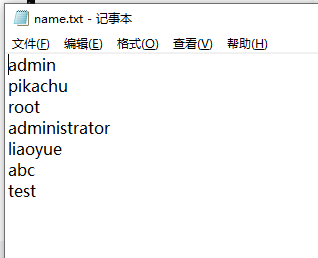 name.txt - 记事本
文件(F) 编辑(E) 格式(O) 查看(V) 帮助(H)
admin
pikachu
root
administrator
liaoyue
abc
test